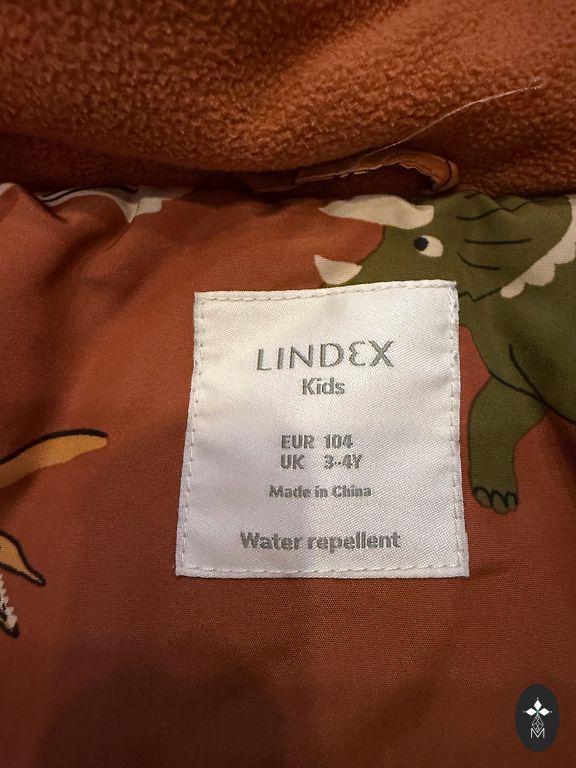 LINDEX
Kids
EUR 104
UK 3-4Y
Made in China
Water repellent
M